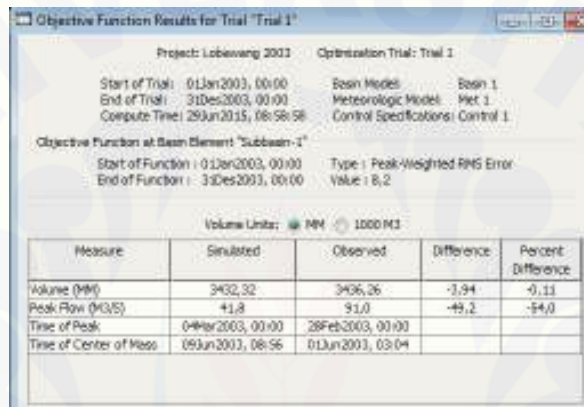 Objective Function Results for Trial "Trial 1"
Project: Lobewang 2003 Optimization Trial: Trial 1
Start of Trial: 01Jan2003, 00:00 Basin Model: Basin 1
End of Trial: 31Des2003, 00:00 Meteorologic Model: Met 1
Compute Time: 29Jun2015, 08:58:58 Control Specifications: Control 1
Objective Function at Basin Element "Subbasin-1"
Start of Function : 01Jan2003, 00:00 Type : Peak-Weighted RMS Error
End of Function : 31Des2003, 00:00 Value : 8,2
Volume Units: MM 1000 M3
Measure Simulated Observed Difference Percent Difference
Volume (MM) 3432,32 3436,26 -3,94 -0,11
Peak Flow (M3/S) 41,8 91,0 -49,2 -54,0
Time of Peak 04Mar2003, 00:00 28Feb2003, 00:00
Time of Center of Mass 09Jun2003, 08:56 01Jun2003, 03:04